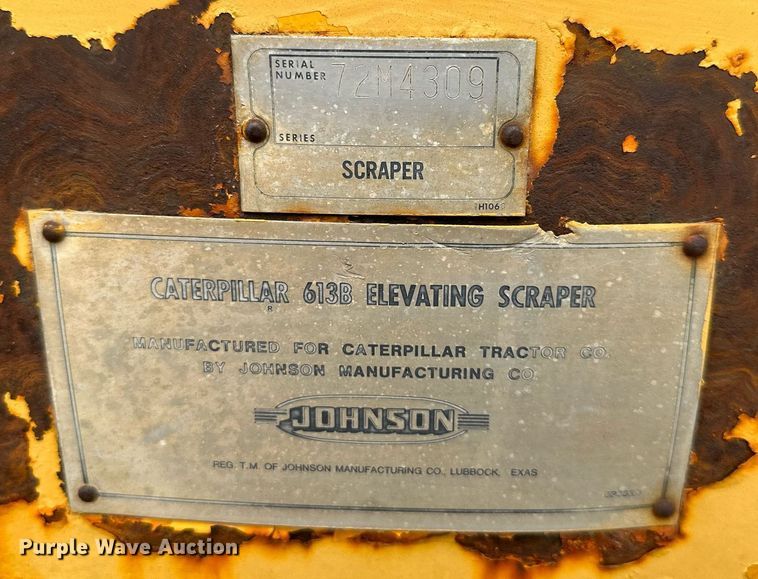 SERIAL
NUMBER 72M4309
SERIES
SCRAPER
CATERPILLAR 613B ELEVATING SCRAPER
R
MANUFACTURED FOR CATERPILLAR TRACTOR CO.
BY JOHNSON MANUFACTURING CO
JOHNSON
REG. T.M. OF JOHNSON MANUFACTURING CO., LUBBOCK, EXAS
Purple Wave Auction